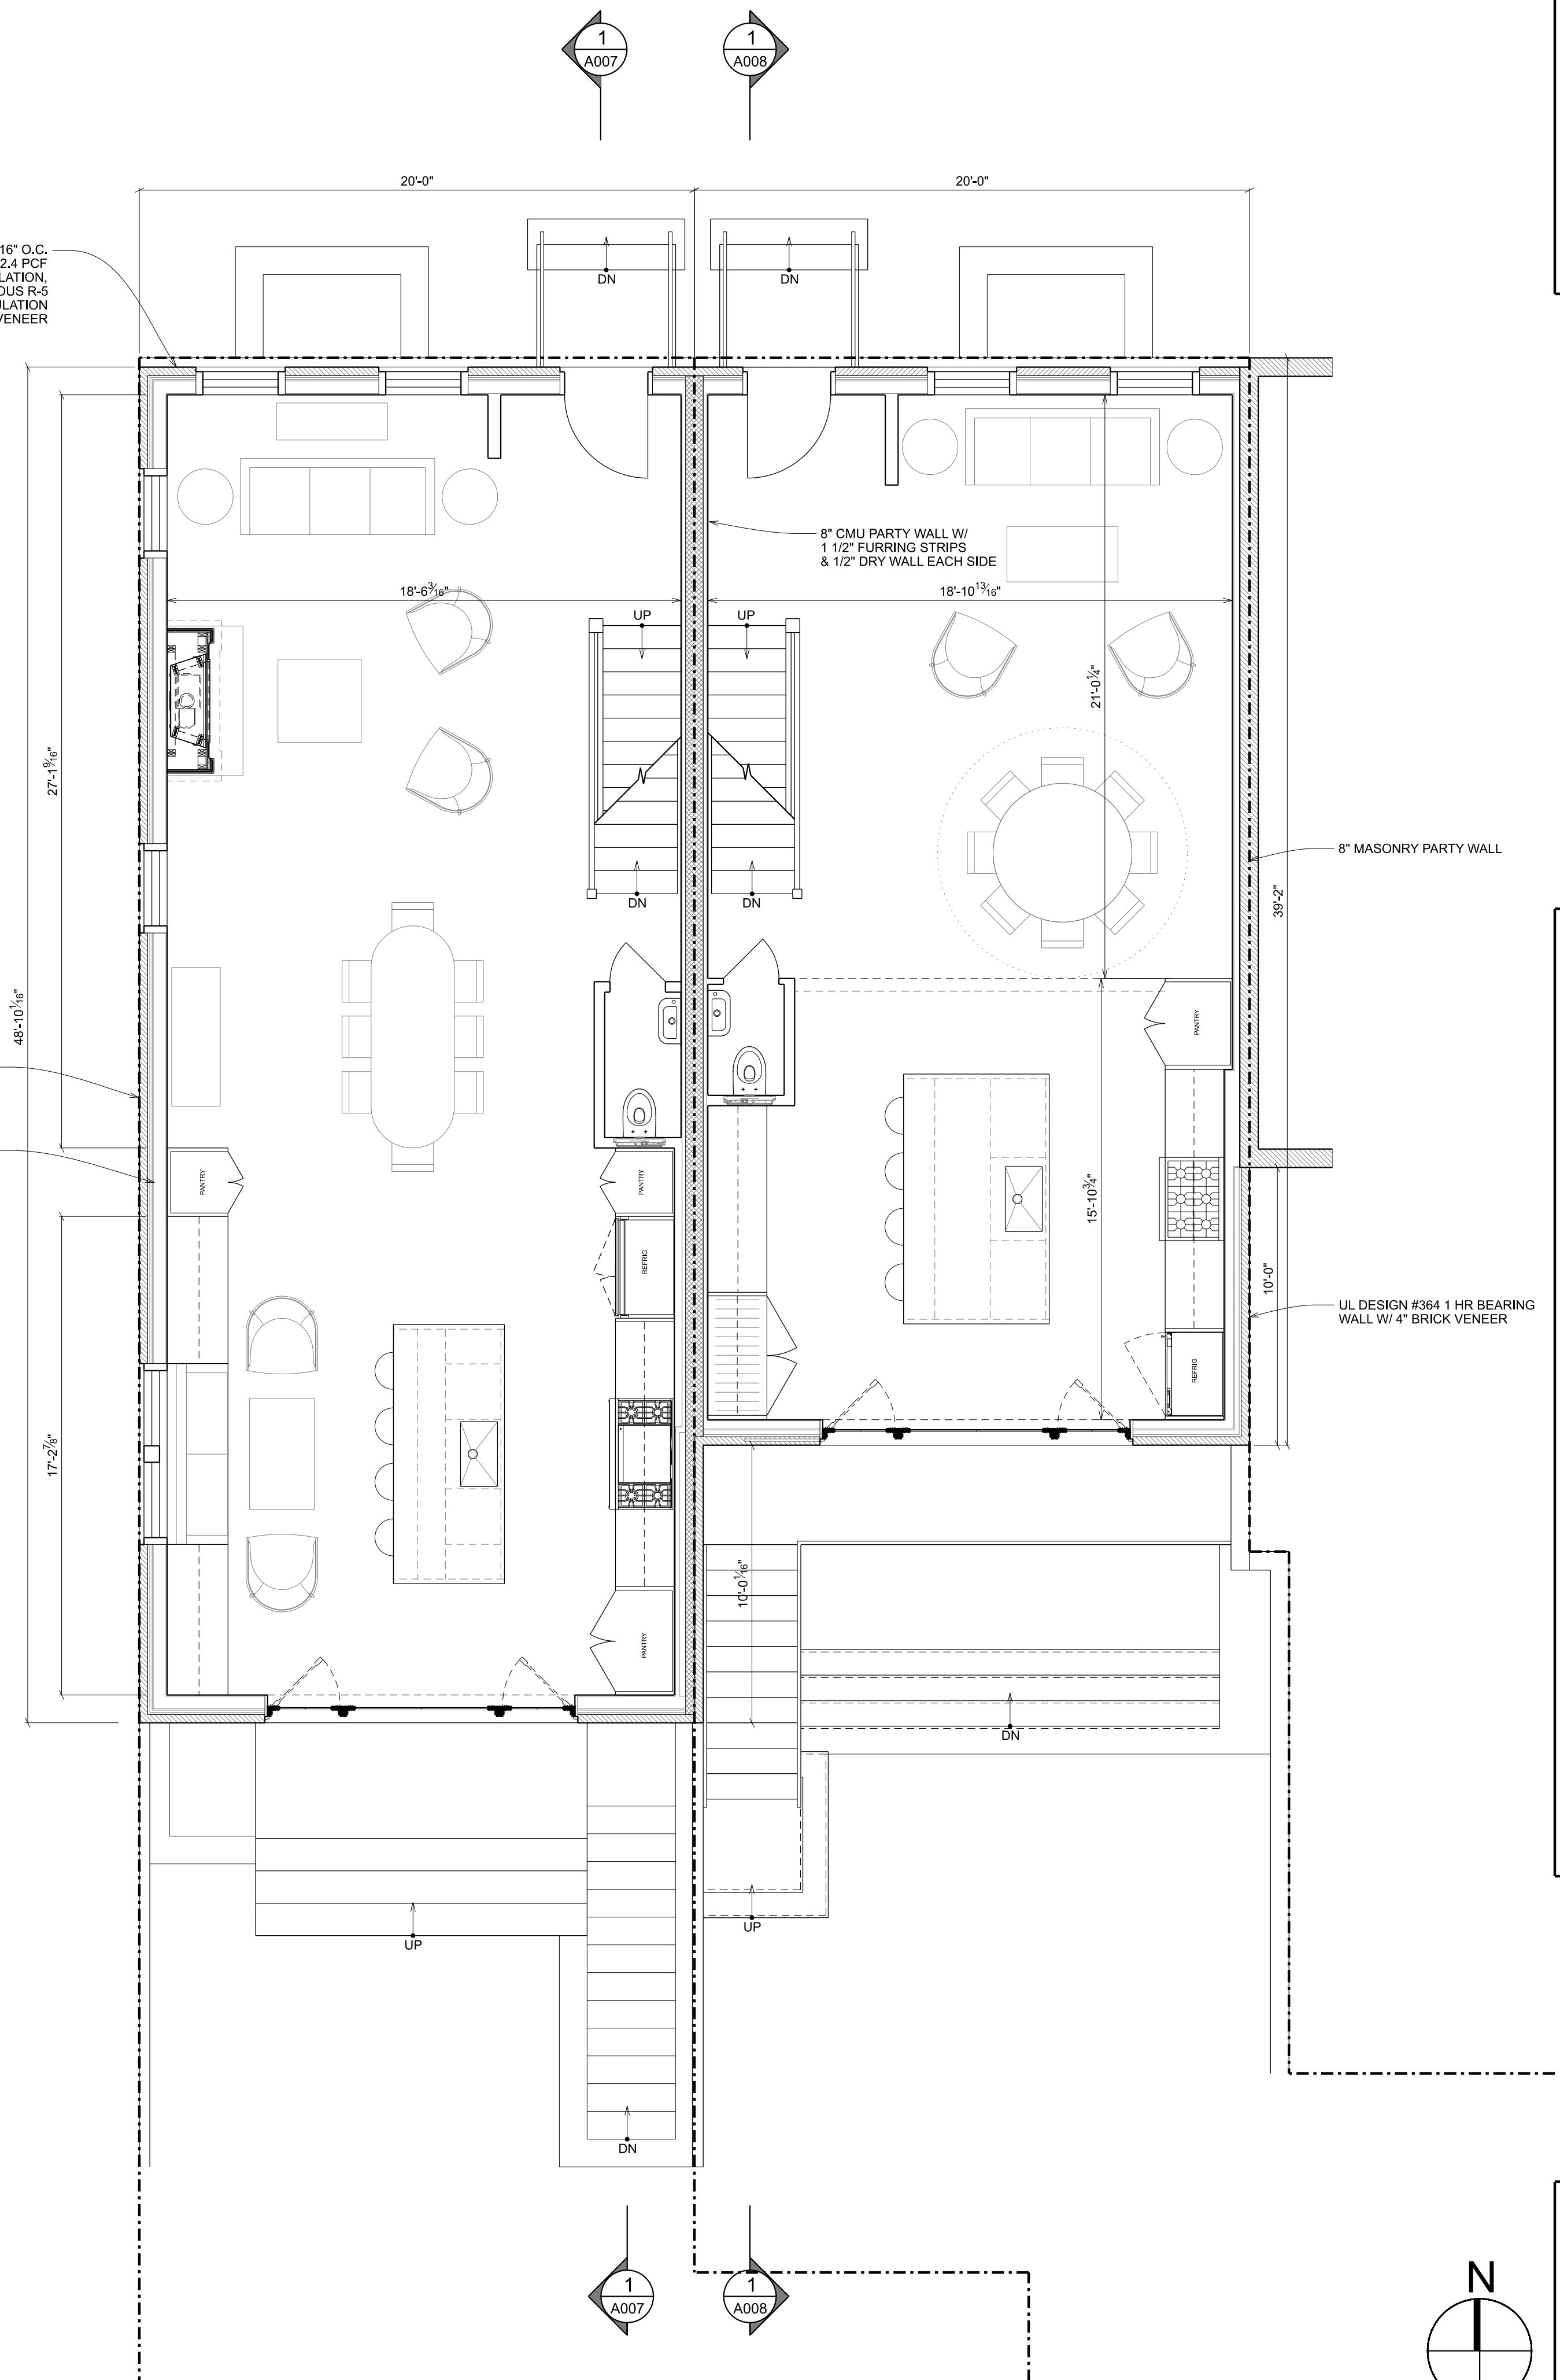 1
A007
1
A008
20'-0"
20'-0"
16" O.C.
2.4 PCF
LATION,
OUS R-5
ULATION
VENEER
DN
DN
8" CMU PARTY WALL W/
1 1/2" FURRING STRIPS
& 1/2" DRY WALL EACH SIDE
18'-6 3/16"
18'-10 13/16"
UP
UP
21'-0 1/4"
27'-1 9/16"
8" MASONRY PARTY WALL
39'-2"
DN
DN
48'-10 1/16"
PANTRY
PANTRY
PANTRY
15'-10 3/4"
REFRIG
10'-0"
UL DESIGN #364 1 HR BEARING
WALL W/ 4" BRICK VENEER
REFRIG
17'-2 7/8"
10'-0 1/16"
PANTRY
DN
UP
UP
DN
1
A007
1
A008
N